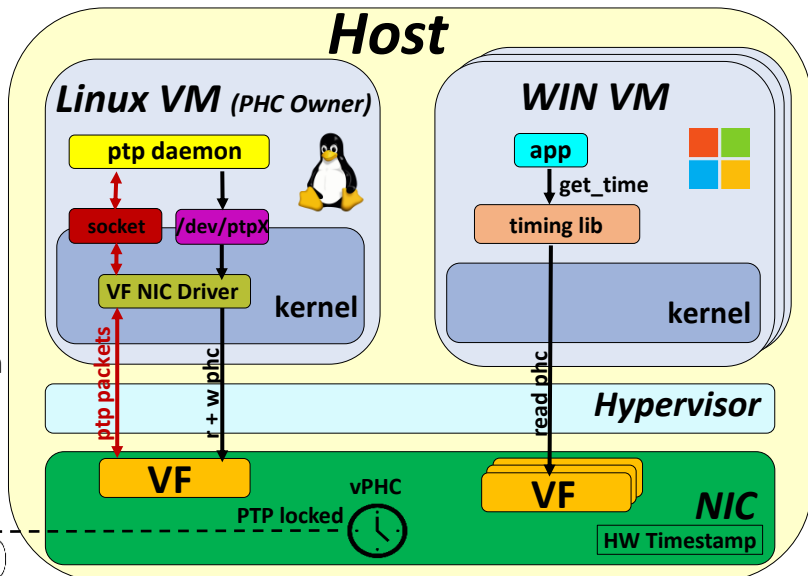 Host
Linux VM (PHC Owner)
WIN VM
ptp daemon
app
get_time
socket
/dev/ptpX
timing lib
VF NIC Driver
kernel
kernel
ptp packets
r + w phc
read phc
Hypervisor
VF
vPHC
VF
NIC
PTP locked
HW Timestamp